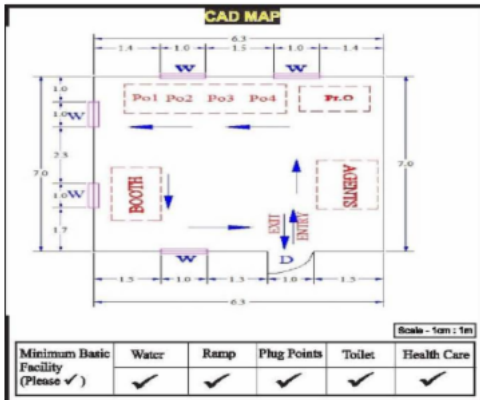 CAD MAP
6.3
1.4 1.0 1.5 1.0 1.4
W W
1.0
Po1 Po2 Po3 Po4 Pr.O
1.0
W
7.0 2.3 7.0
BOOTH
AGENTS
1.0
W
EXIT
ENTRY
1.7
W D
1.5 1.0 1.3 1.0 1.5
6.3
Scale - 1cm : 1m
Minimum Basic Facility (Please ✓) Water Ramp Plug Points Toilet Health Care
✓ ✓ ✓ ✓ ✓